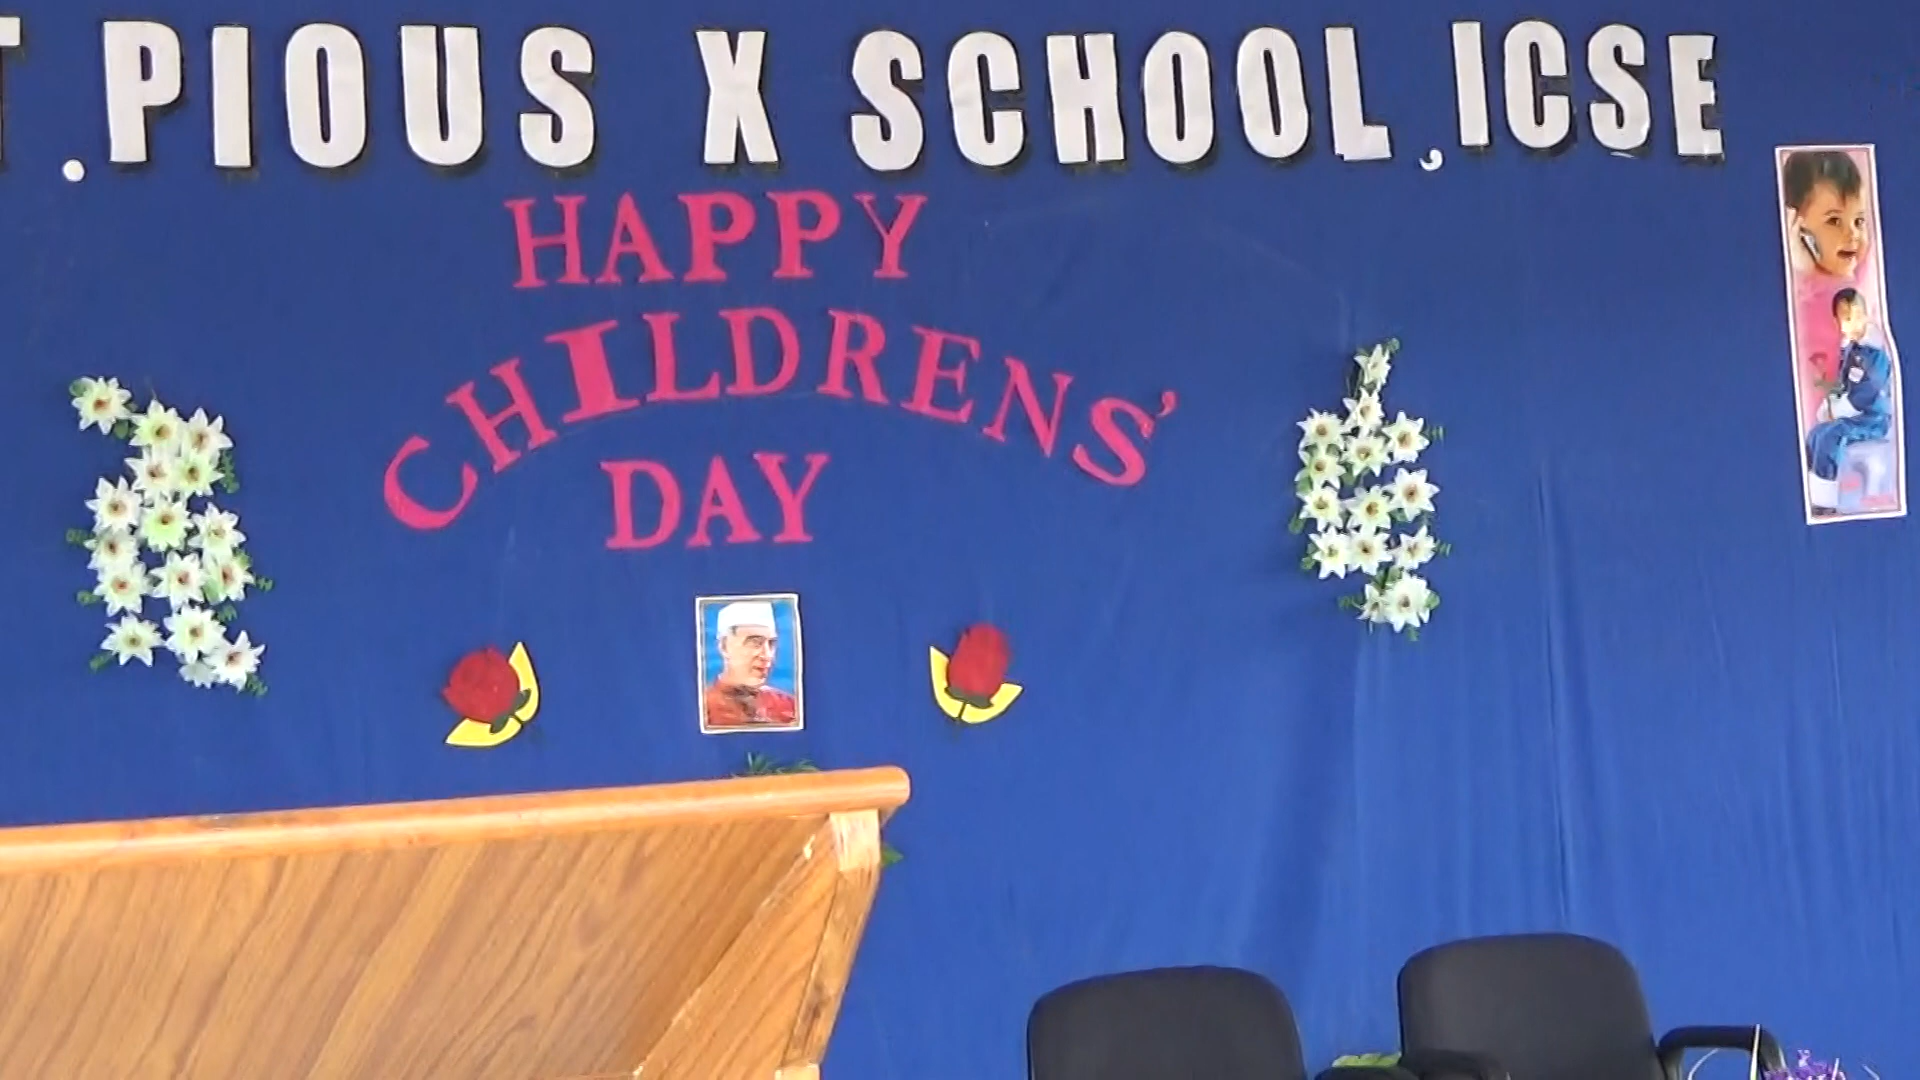 T. PIOUS X SCHOOL, ICSE
HAPPY
CHILDRENS'
DAY